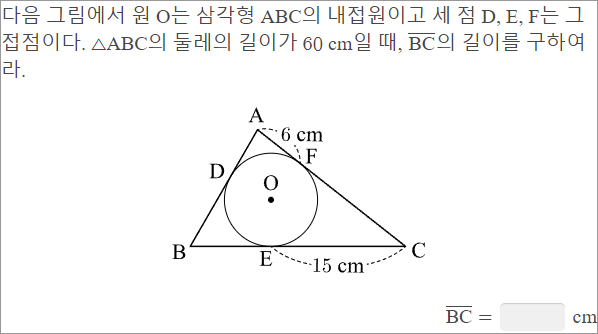 다음 그림에서 원 O는 삼각형 ABC의 내접원이고 세 점 D, E, F는 그
접점이다. △ABC의 둘레의 길이가 60 cm일 때, B̅C̅의 길이를 구하여
라.
A
6 cm
F
D
O
B
E
C
15 cm
B̅C̅ = cm